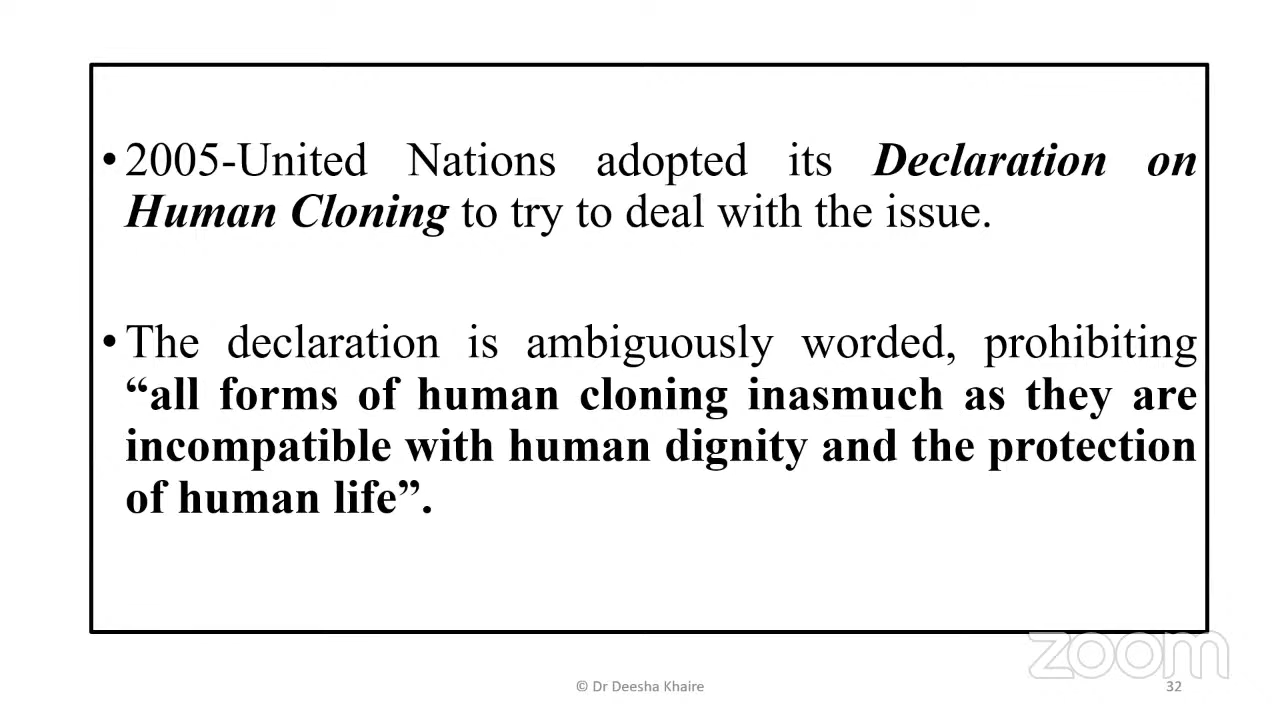 • 2005-United Nations adopted its Declaration on
Human Cloning to try to deal with the issue.
• The declaration is ambiguously worded, prohibiting
“all forms of human cloning inasmuch as they are
incompatible with human dignity and the protection
of human life”.
zoom
© Dr Deesha Khaire
32